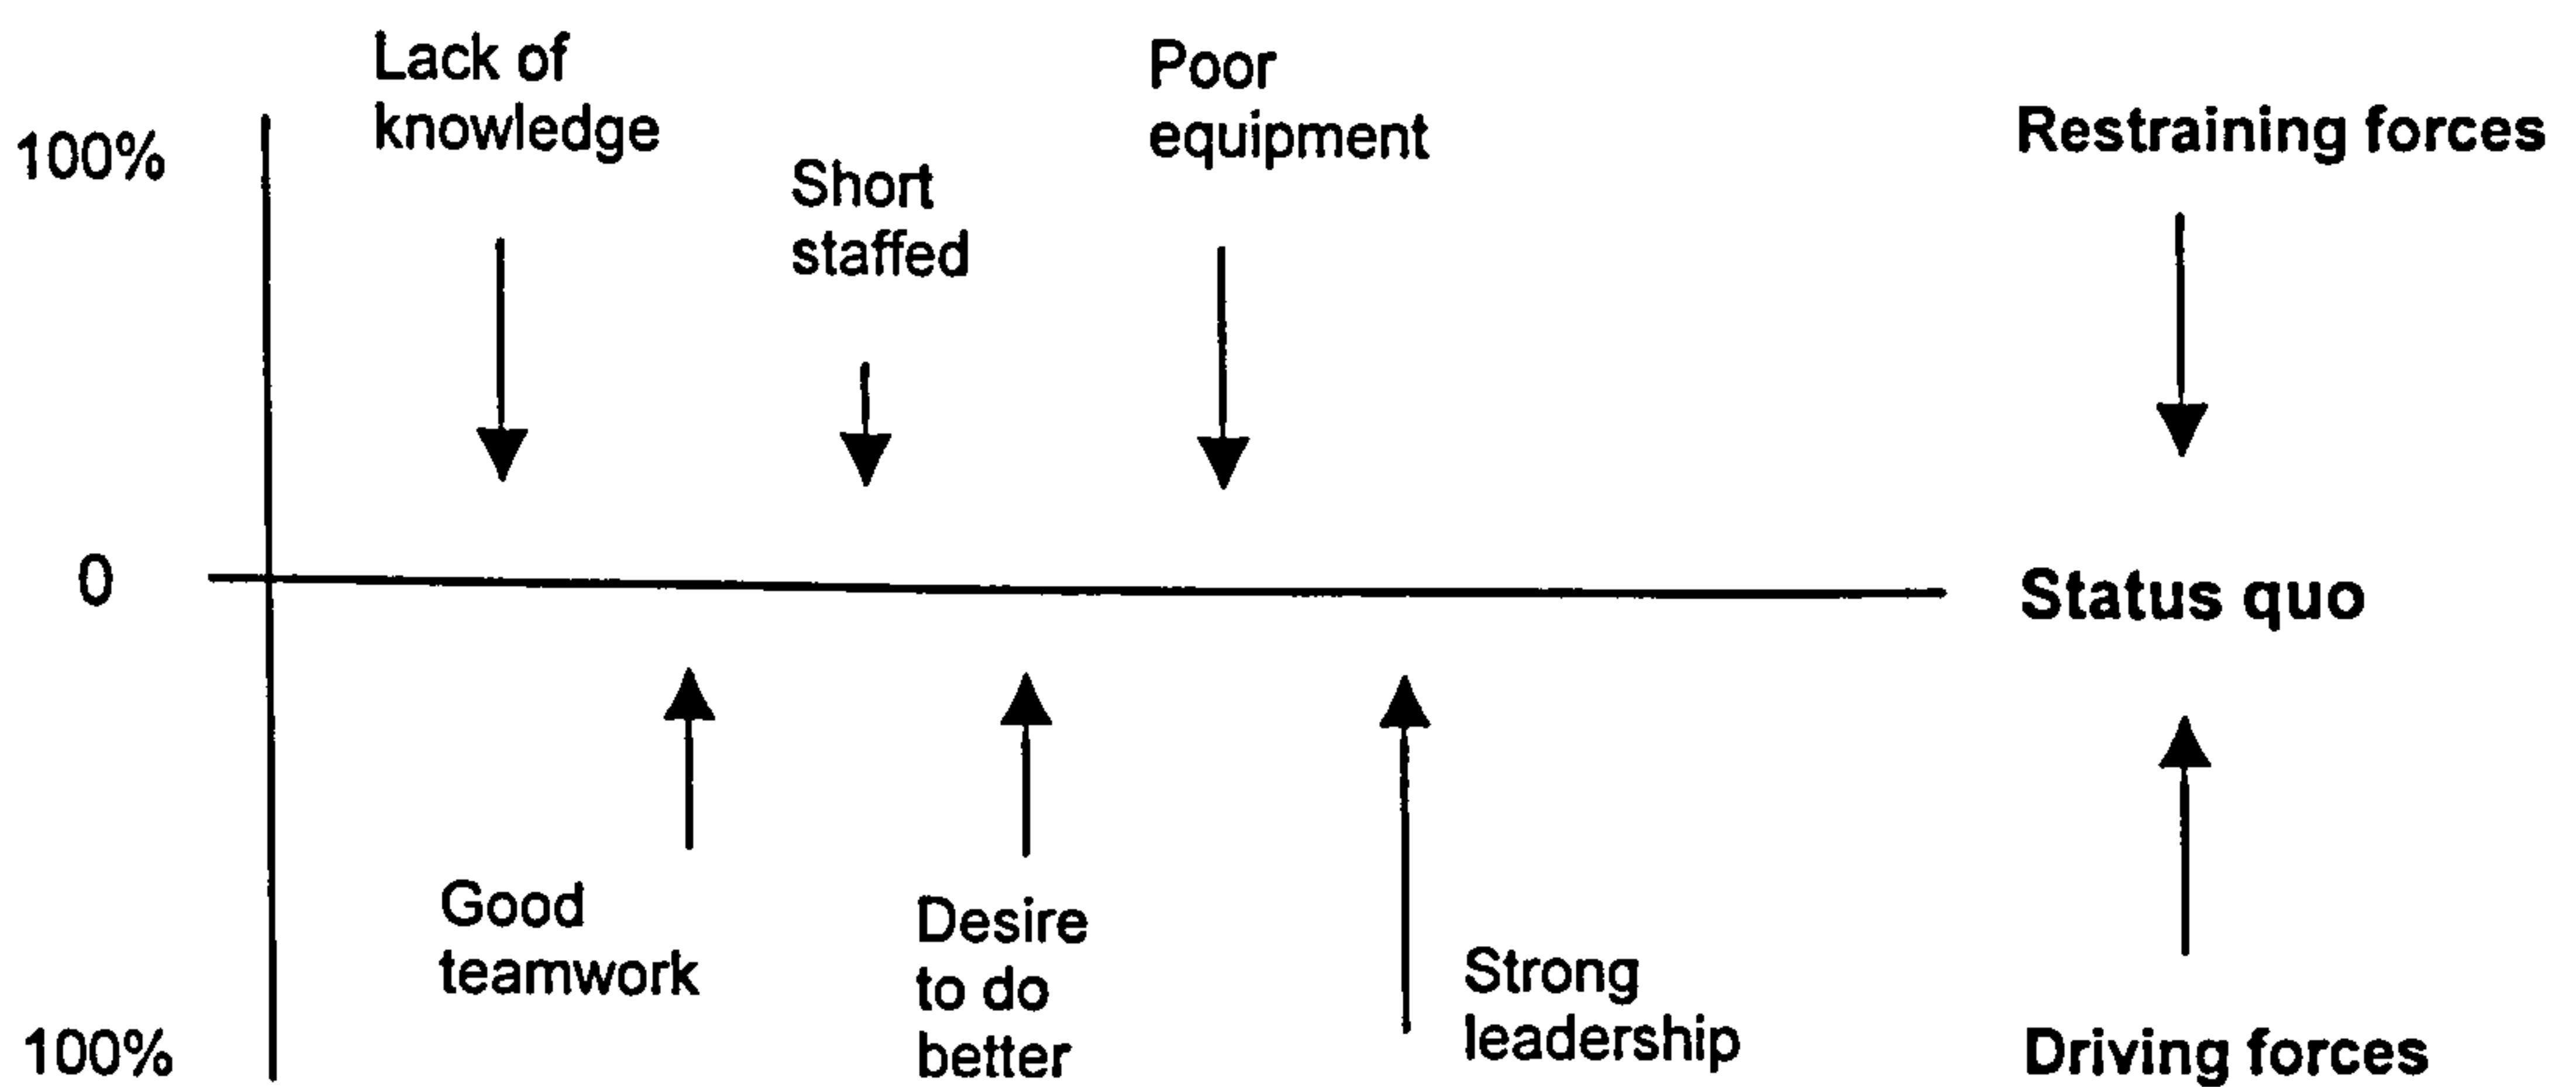 Lack of
knowledge
Poor
equipment
100%
Restraining forces
Short
staffed
0
Status quo
Good
teamwork
Desire
to do
better
Strong
leadership
100%
Driving forces